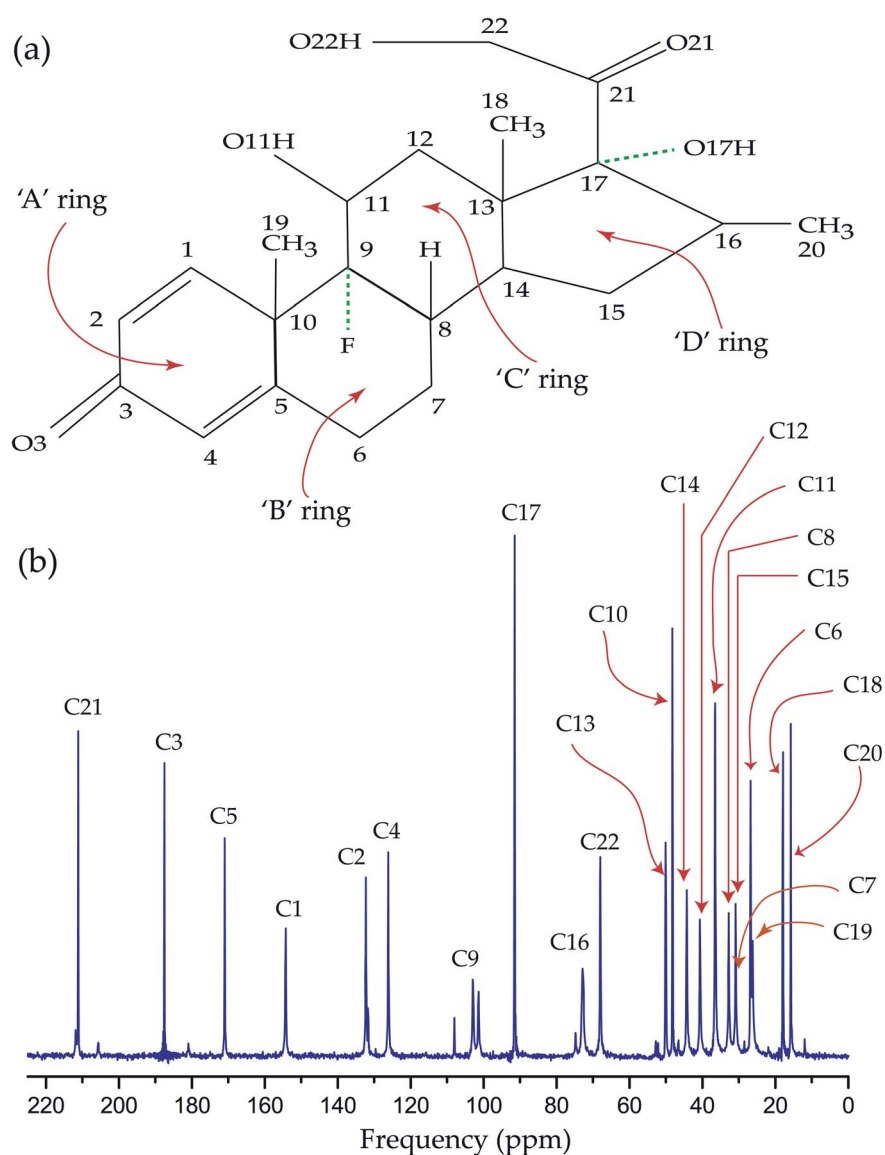 (a)
22
O22H
O21
21
18
CH3
12
O11H
O17H
17
'A' ring
11
13
19
CH3
16
CH3
20
1
9
H
14
15
2
10
F
8
'D' ring
'C' ring
3
5
7
O3
4
6
'B' ring
C12
C14
C11
C17
C8
(b)
C15
C10
C6
C21
C18
C13
C3
C20
C5
C2
C4
C22
C7
C1
C19
C9
C16
220 200 180 160 140 120 100 80 60 40 20 0
Frequency (ppm)